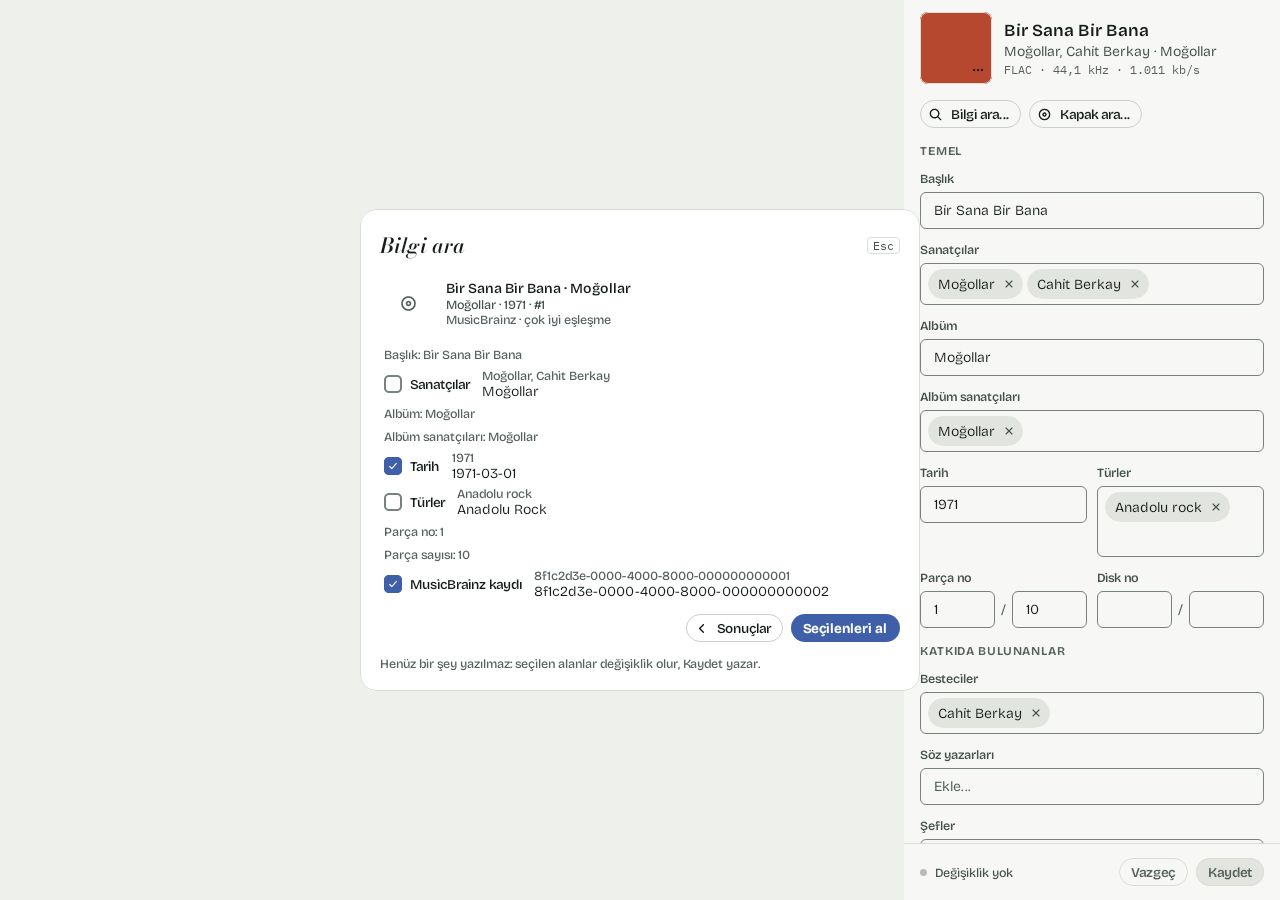 Bir Sana Bir Bana
Moğollar, Cahit Berkay · Moğollar
FLAC · 44,1 kHz · 1.011 kb/s
Bilgi ara...
Kapak ara...
TEMEL
Başlık
Bir Sana Bir Bana
Sanatçılar
Moğollar × Cahit Berkay ×
Albüm
Moğollar
Albüm sanatçıları
Moğollar ×
Tarih
Türler
1971
Anadolu rock ×
Parça no
Disk no
1 / 10
/
KATKIDA BULUNANLAR
Besteciler
Cahit Berkay ×
Söz yazarları
Ekle...
Şefler
Değişiklik yok
Vazgeç
Kaydet
Bilgi ara
Esc
Bir Sana Bir Bana · Moğollar
Moğollar · 1971 · #1
MusicBrainz · çok iyi eşleşme
Başlık: Bir Sana Bir Bana
Sanatçılar
Moğollar, Cahit Berkay
Moğollar
Albüm: Moğollar
Albüm sanatçıları: Moğollar
Tarih
1971
1971-03-01
Türler
Anadolu rock
Anadolu Rock
Parça no: 1
Parça sayısı: 10
MusicBrainz kaydı
8f1c2d3e-0000-4000-8000-000000000001
8f1c2d3e-0000-4000-8000-000000000002
Sonuçlar
Seçilenleri al
Henüz bir şey yazılmaz: seçilen alanlar değişiklik olur, Kaydet yazar.